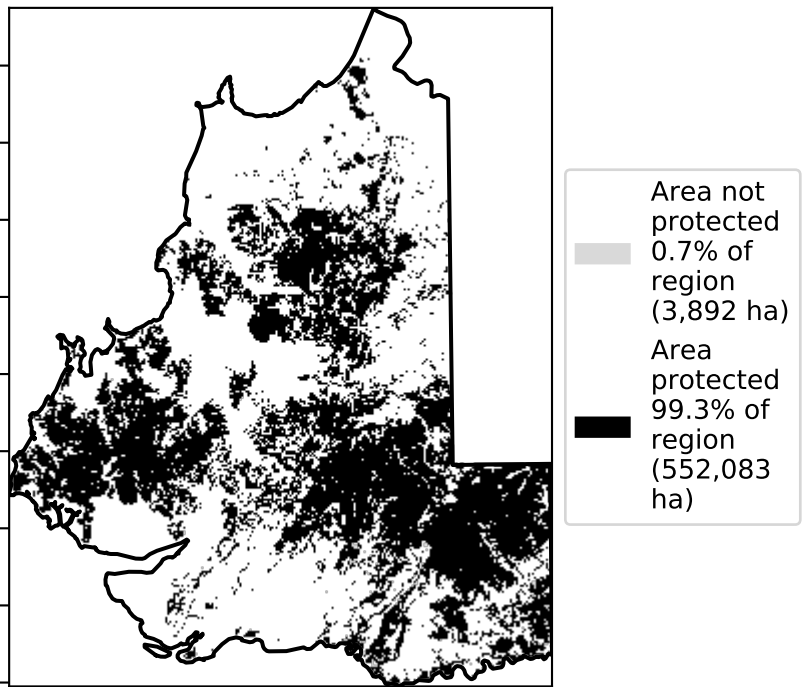 Area not
protected
0.7% of
region
(3,892 ha)
Area
protected
99.3% of
region
(552,083
ha)